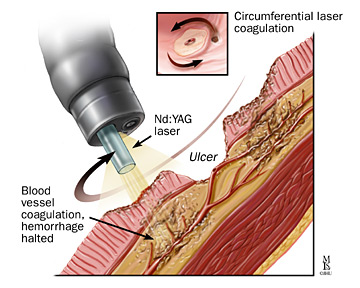 Circumferential laser
coagulation
Nd:YAG
laser
Ulcer
Blood
vessel
coagulation,
hemorrhage
halted